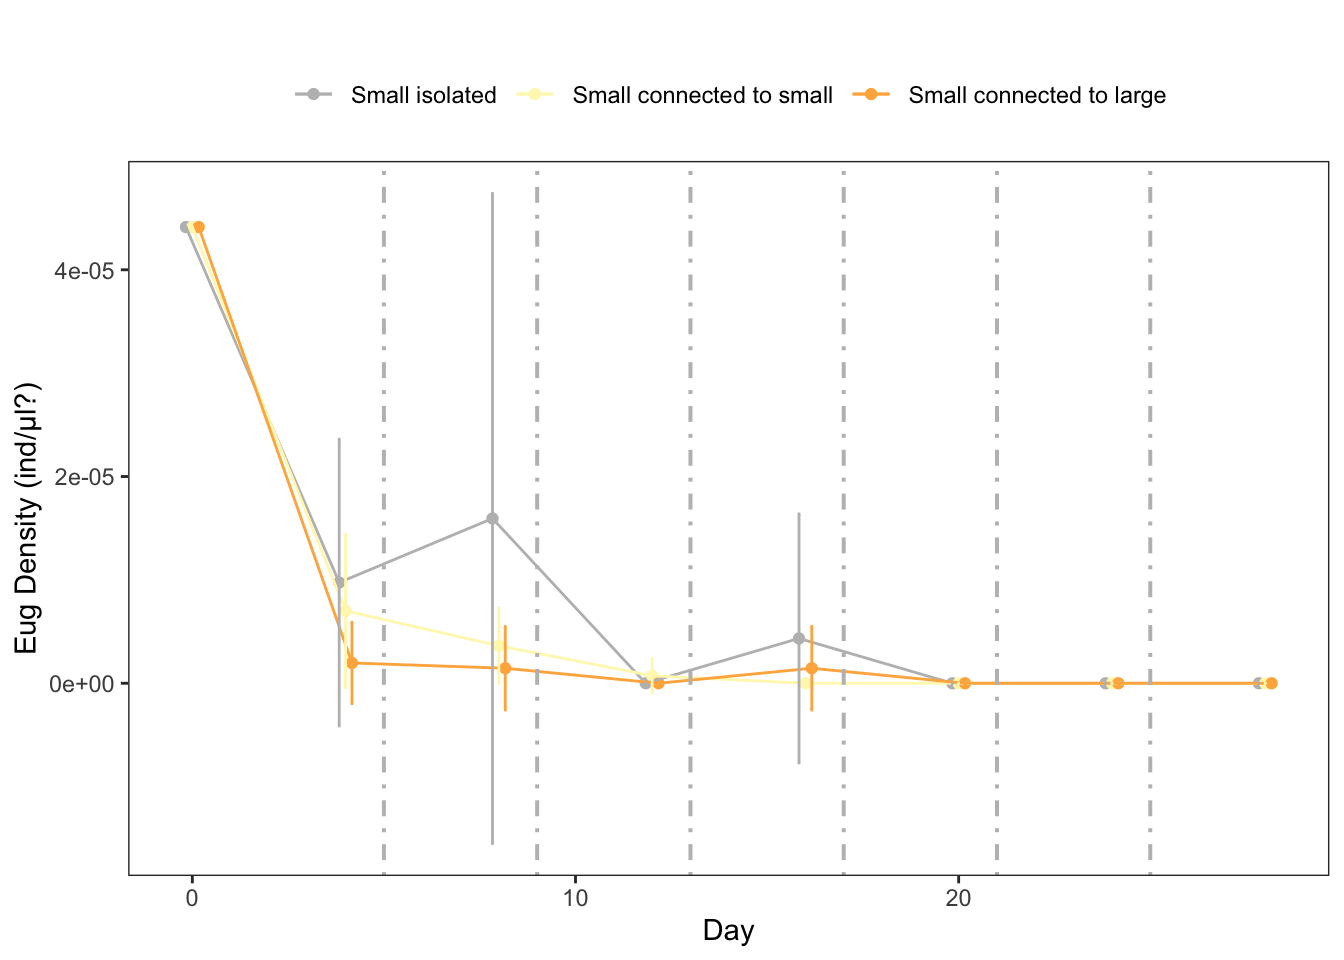 Small isolated Small connected to small Small connected to large
Eug Density (ind/µl?)
4e-05
2e-05
0e+00
0 10 20
Day